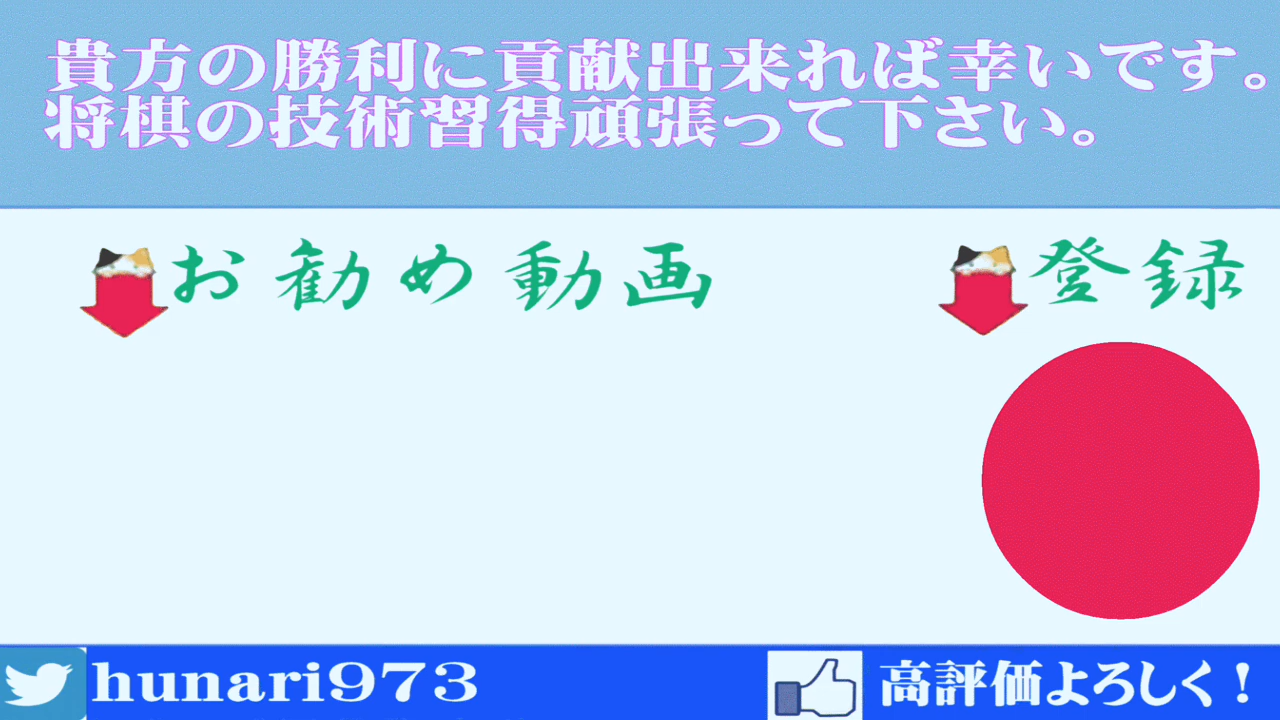 貴方の勝利に貢献出来れば幸いです。
将棋の技術習得頑張って下さい。
お勧め動画
登録
hunari973
高評価よろしく！